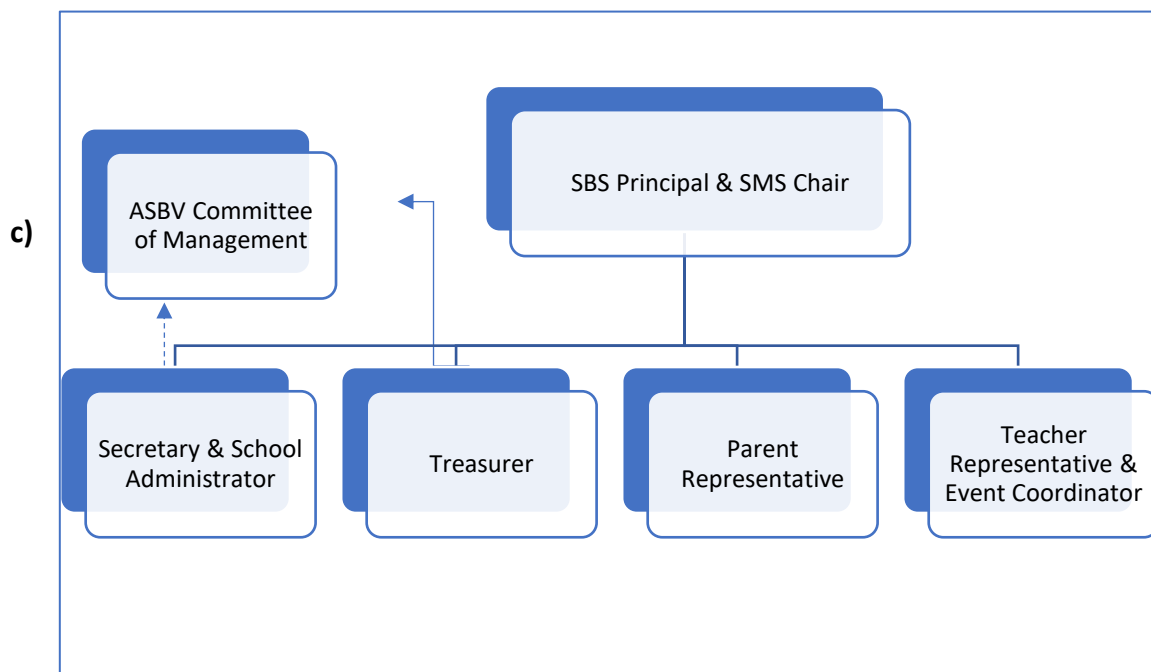 SBS Principal & SMS Chair
ASBV Committee
of Management
c)
Secretary & School
Administrator
Treasurer
Parent
Representative
Teacher
Representative &
Event Coordinator